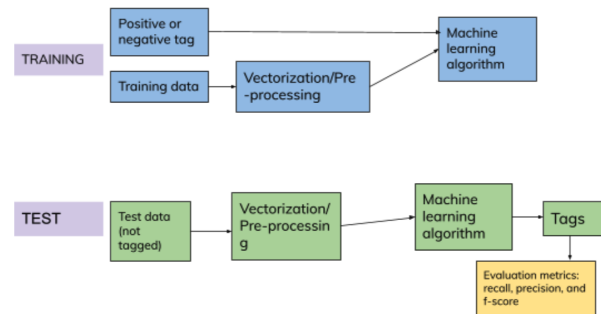 Positive or
negative tag
Machine
learning
algorithm
TRAINING
Training data
Vectorization/Pre
-processing
TEST
Test data
(not
tagged)
Vectorization/
Pre-processin
g
Machine
learning
algorithm
Tags
Evaluation metrics:
recall, precision, and
f-score